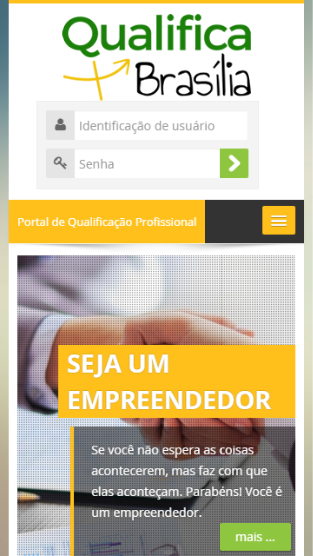 Qualifica
+ Brasília
Identificação de usuário
Senha
Portal de Qualificação Profissional
SEJA UM
EMPREENDEDOR
Se você não espera as coisas
acontecerem, mas faz com que
elas aconteçam. Parabéns! Você é
um empreendedor.
mais ...